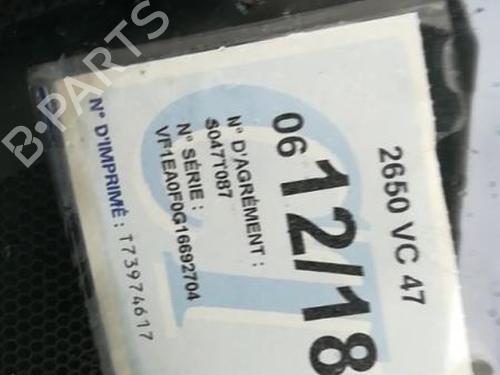 2650 VC 47
06 12/18
N° D'AGRÉMENT :
S047T087
N° SÉRIE :
VF1EA0F0G16692704
N° D'IMPRIMÉ : T73974617
B-PARTS